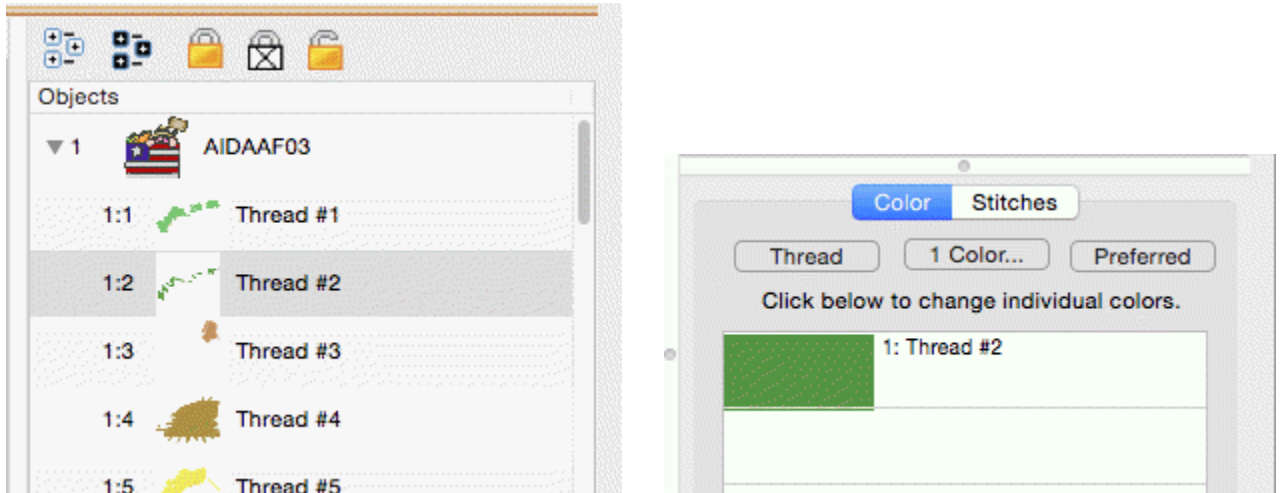 Objects
1 AIDAAF03
1:1 Thread #1
1:2 Thread #2
1:3 Thread #3
1:4 Thread #4
1:5 Thread #5
Color Stitches
Thread 1 Color... Preferred
Click below to change individual colors.
1: Thread #2